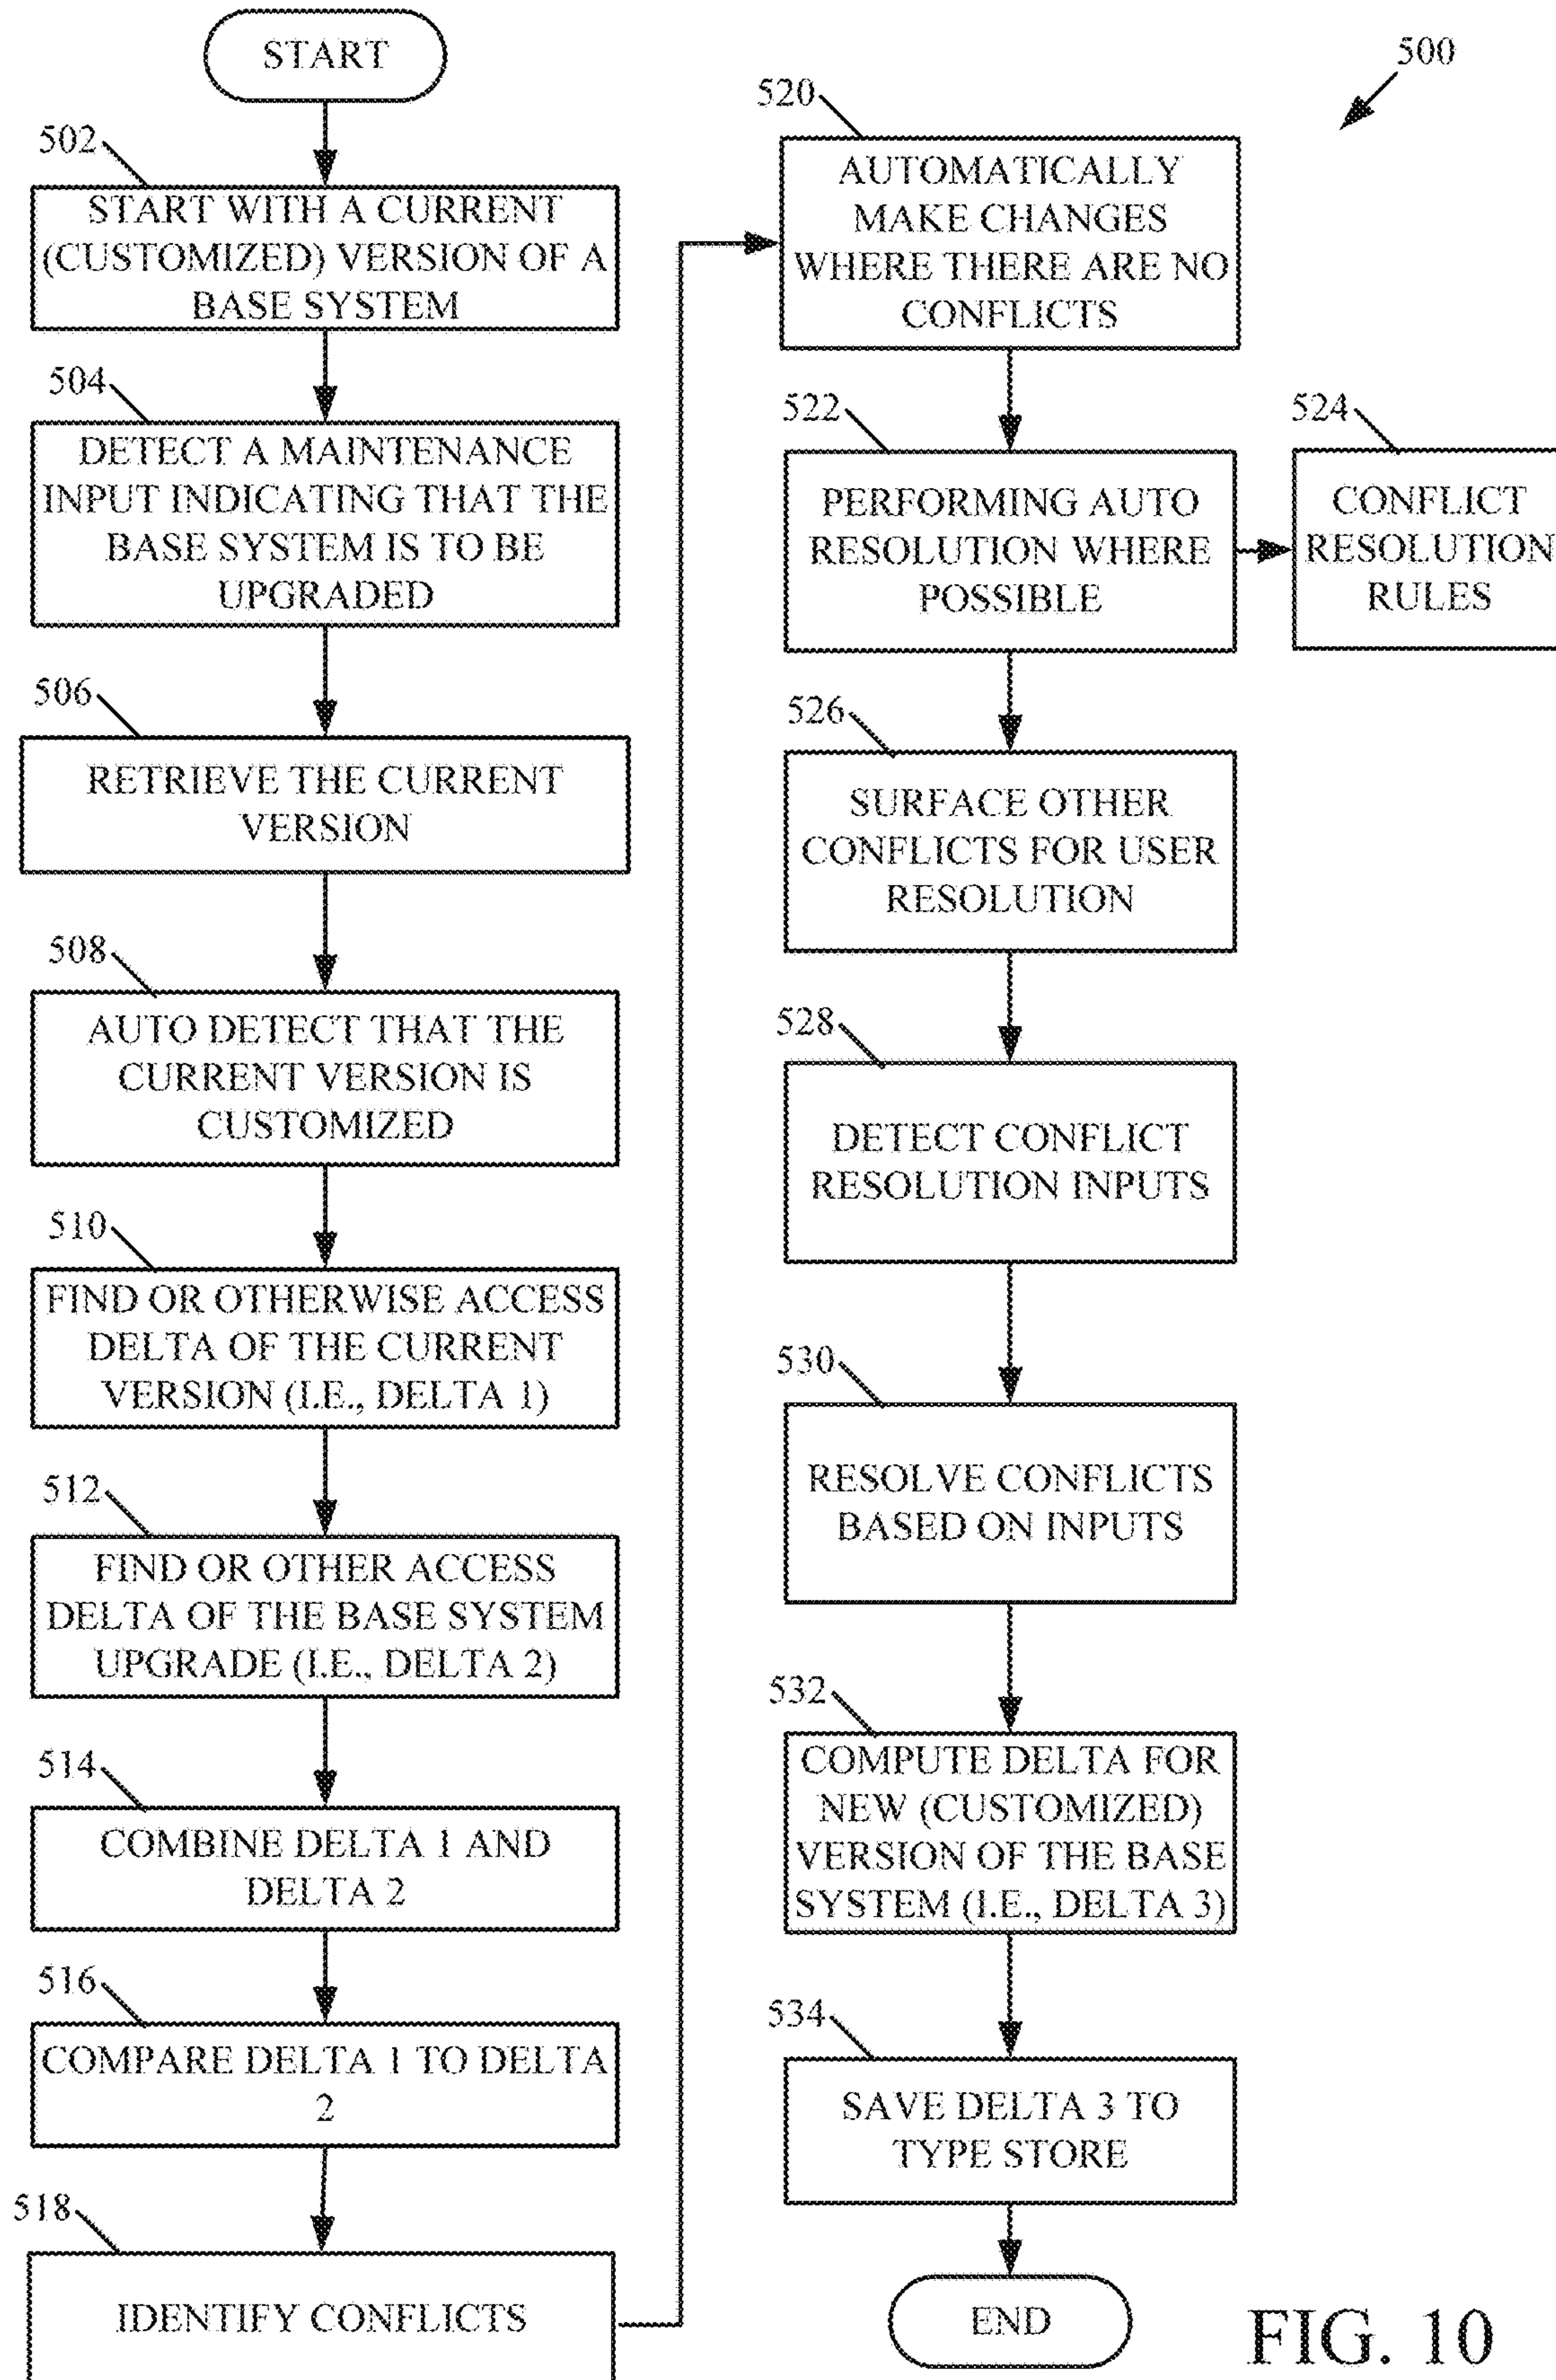 START
502
START WITH A CURRENT
(CUSTOMIZED) VERSION OF A
BASE SYSTEM
504
DETECT A MAINTENANCE
INPUT INDICATING THAT THE
BASE SYSTEM IS TO BE
UPGRADED
506
RETRIEVE THE CURRENT
VERSION
508
AUTO DETECT THAT THE
CURRENT VERSION IS
CUSTOMIZED
510
FIND OR OTHERWISE ACCESS
DELTA OF THE CURRENT
VERSION (I.E., DELTA 1)
512
FIND OR OTHER ACCESS
DELTA OF THE BASE SYSTEM
UPGRADE (I.E., DELTA 2)
514
COMBINE DELTA 1 AND
DELTA 2
516
COMPARE DELTA 1 TO DELTA
2
518
IDENTIFY CONFLICTS
500
520
AUTOMATICALLY
MAKE CHANGES
WHERE THERE ARE NO
CONFLICTS
522
PERFORMING AUTO
RESOLUTION WHERE
POSSIBLE
524
CONFLICT
RESOLUTION
RULES
526
SURFACE OTHER
CONFLICTS FOR USER
RESOLUTION
528
DETECT CONFLICT
RESOLUTION INPUTS
530
RESOLVE CONFLICTS
BASED ON INPUTS
532
COMPUTE DELTA FOR
NEW (CUSTOMIZED)
VERSION OF THE BASE
SYSTEM (I.E., DELTA 3)
534
SAVE DELTA 3 TO
TYPE STORE
END
FIG. 10